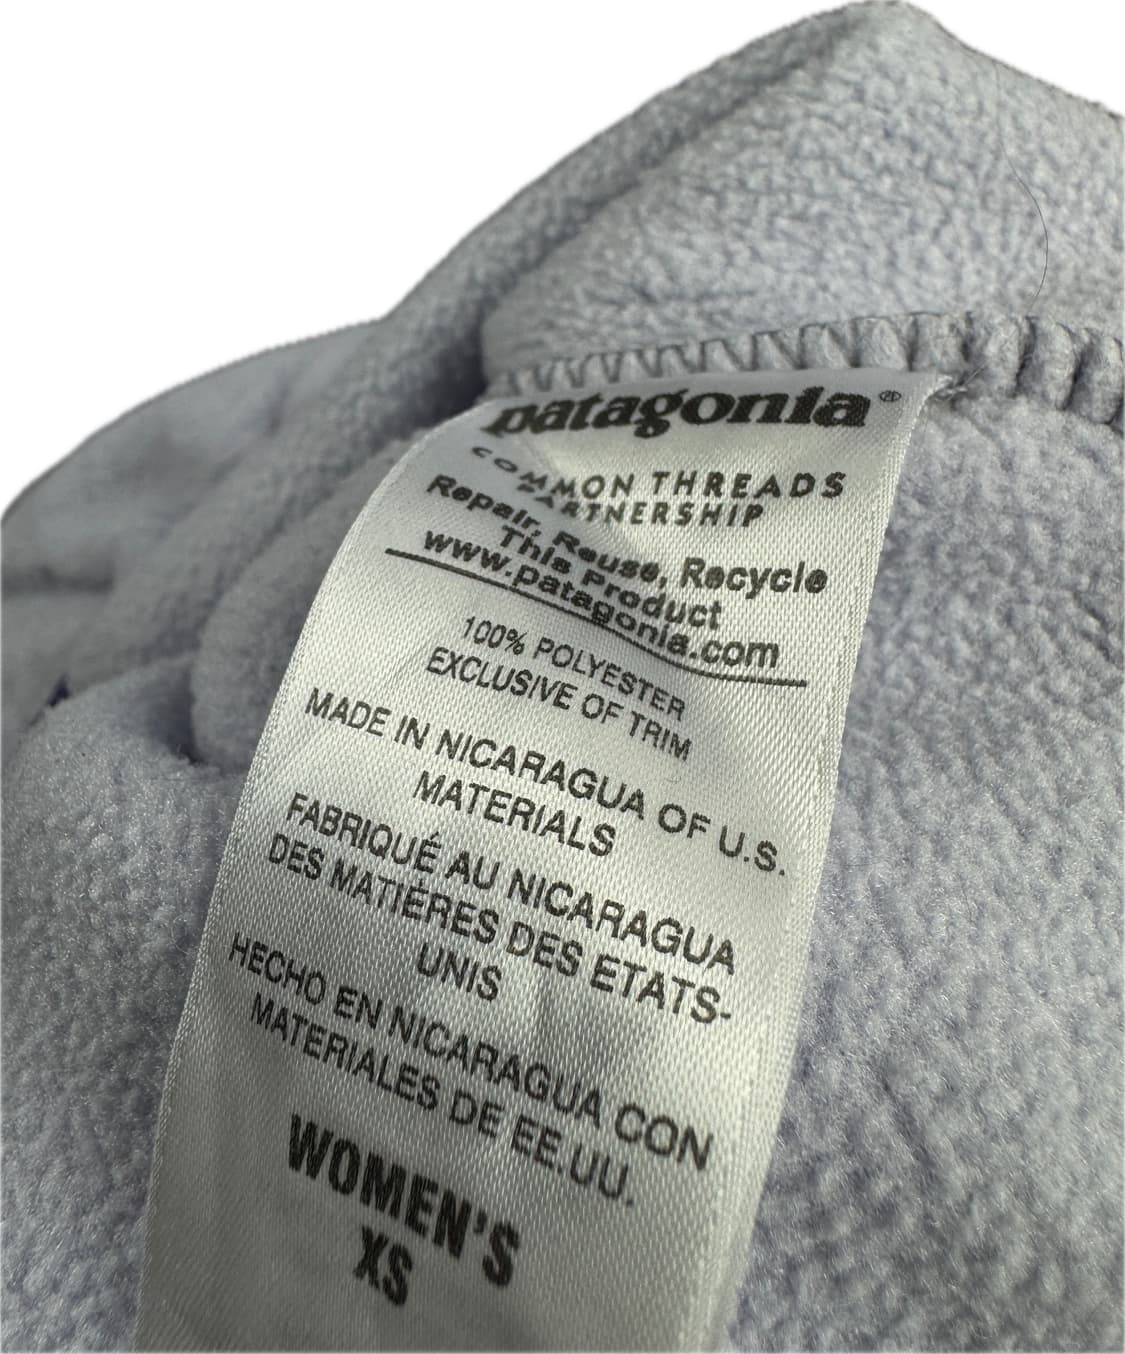 patagonia®
COMMON THREADS
PARTNERSHIP
Repair, Reuse, Recycle
This Product
www.patagonia.com
100% POLYESTER
EXCLUSIVE OF TRIM
MADE IN NICARAGUA OF U.S.
MATERIALS
FABRIQUÉ AU NICARAGUA
DES MATIÉRES DES ETATS-
UNIS
HECHO EN NICARAGUA CON
MATERIALES DE EE.UU.
WOMEN'S
XS